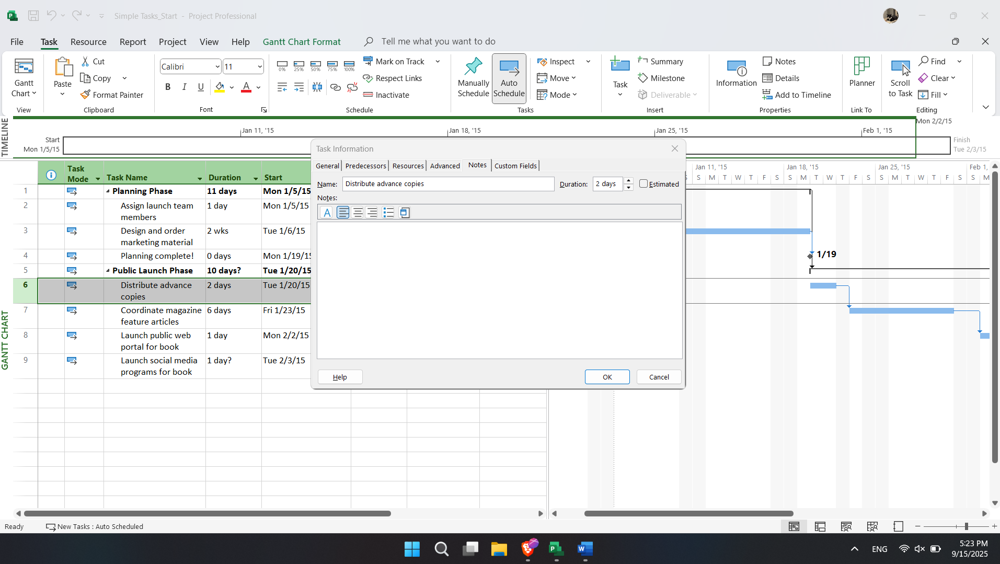 Simple Tasks_Start - Project Professional
File Task Resource Report Project View Help Gantt Chart Format Tell me what you want to do
Gantt Chart
View
Paste
Cut
Copy
Format Painter
Clipboard
Calibri 11
B I U A
Font
0% 25% 50% 75% 100%
Mark on Track
Respect Links
Inactivate
Schedule
Manually Schedule
Auto Schedule
Inspect
Move
Mode
Tasks
Task
Summary
Milestone
Deliverable
Insert
Information
Notes
Details
Add to Timeline
Properties
Planner
Link To
Scroll to Task
Find
Clear
Fill
Editing
TIMELINE
Jan 11, '15 Jan 18, '15 Jan 25, '15 Feb 1, '15 Mon 2/2/15
Start
Mon 1/5/15
Finish
Tue 2/3/15
Task Mode Task Name Duration Start
1 Planning Phase 11 days Mon 1/5/15
2 Assign launch team members 1 day Mon 1/5/15
3 Design and order marketing material 2 wks Tue 1/6/15
4 Planning complete! 0 days Mon 1/19/15
5 Public Launch Phase 10 days? Tue 1/20/15
6 Distribute advance copies 2 days Tue 1/20/15
7 Coordinate magazine feature articles 6 days Fri 1/23/15
8 Launch public web portal for book 1 day Mon 2/2/15
9 Launch social media programs for book 1 day? Tue 2/3/15
GANTT CHART
Task Information
General Predecessors Resources Advanced Notes Custom Fields
Name: Distribute advance copies Duration: 2 days Estimated
Notes:
A
Help OK Cancel
Jan 11, '15 Jan 18, '15 Jan 25, '15 Feb 1,
S M T W T F S S M T W T F S S M T W T F S S M
1/19
Ready New Tasks : Auto Scheduled
ENG
5:23 PM
9/15/2025